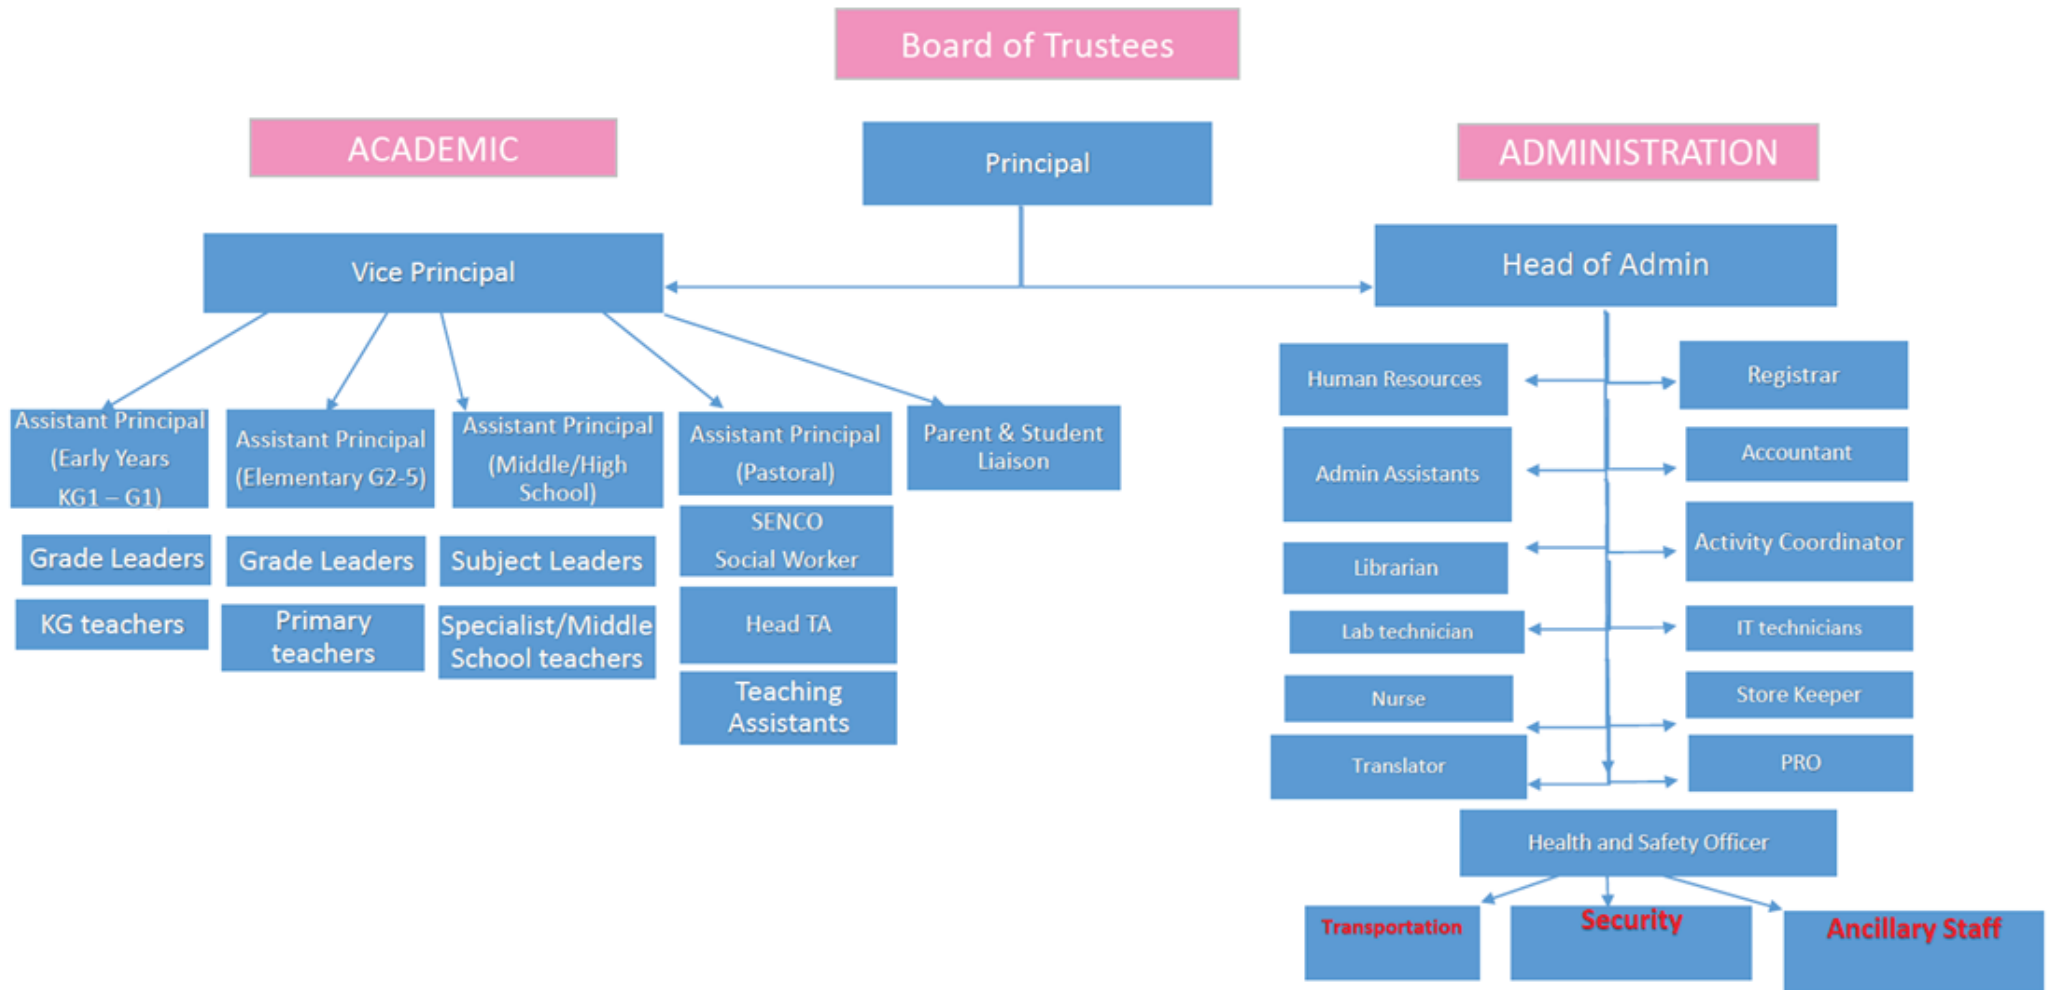 Board of Trustees
ACADEMIC
Principal
ADMINISTRATION
Vice Principal
Head of Admin
Assistant Principal
(Early Years
KG1 – G1)
Assistant Principal
(Elementary G2-5)
Assistant Principal
(Middle/High
School)
Assistant Principal
(Pastoral)
Parent & Student
Liaison
Grade Leaders
Grade Leaders
Subject Leaders
SENCO
Social Worker
KG teachers
Primary
teachers
Specialist/Middle
School teachers
Head TA
Teaching
Assistants
Human Resources
Registrar
Admin Assistants
Accountant
Librarian
Activity Coordinator
Lab technician
IT technicians
Nurse
Store Keeper
Translator
PRO
Health and Safety Officer
Transportation
Security
Ancillary Staff